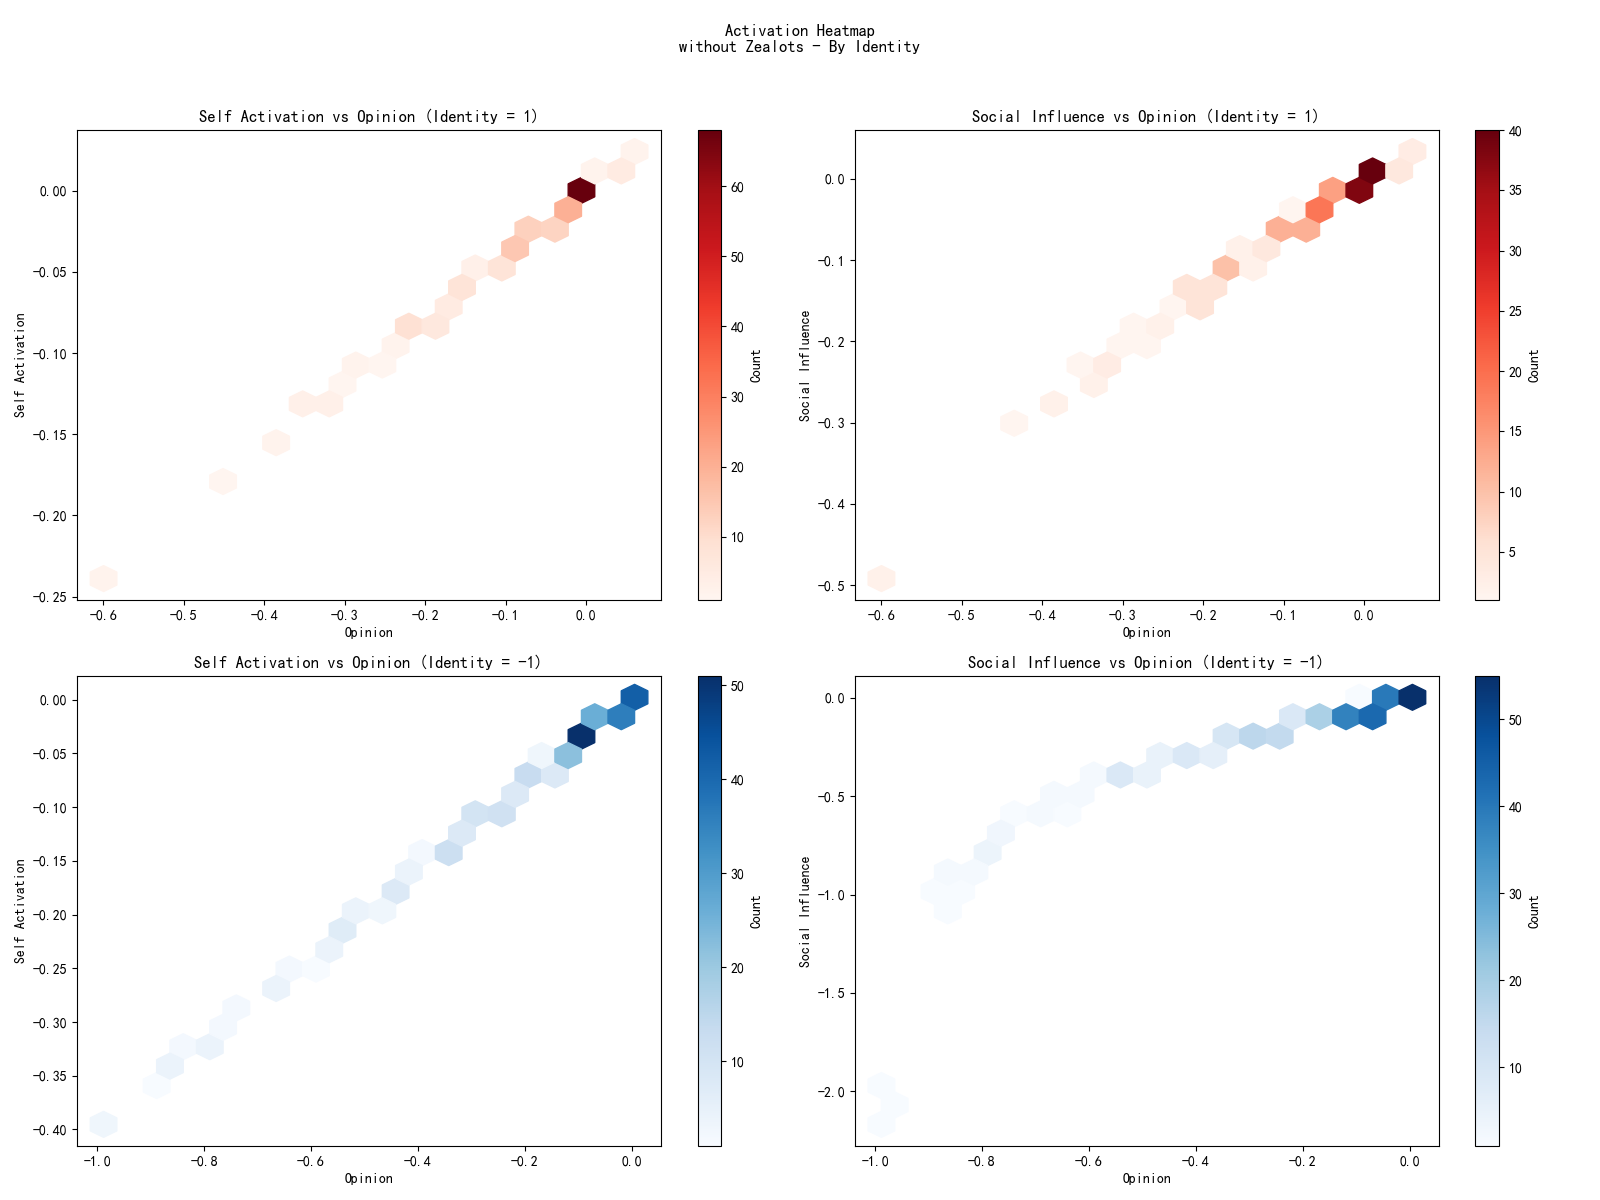 Activation Heatmap
without Zealots - By Identity
Self Activation vs Opinion (Identity = 1)
0.00
−0.05
−0.10
−0.15
−0.20
−0.25
Self Activation
−0.6 −0.5 −0.4 −0.3 −0.2 −0.1 0.0
Opinion
60
50
40
30
20
10
Count
Social Influence vs Opinion (Identity = 1)
0.0
−0.1
−0.2
−0.3
−0.4
−0.5
Social Influence
−0.6 −0.5 −0.4 −0.3 −0.2 −0.1 0.0
Opinion
40
35
30
25
20
15
10
5
Count
Self Activation vs Opinion (Identity = -1)
0.00
−0.05
−0.10
−0.15
−0.20
−0.25
−0.30
−0.35
−0.40
Self Activation
−1.0 −0.8 −0.6 −0.4 −0.2 0.0
Opinion
50
40
30
20
10
Count
Social Influence vs Opinion (Identity = -1)
0.0
−0.5
−1.0
−1.5
−2.0
Social Influence
−1.0 −0.8 −0.6 −0.4 −0.2 0.0
Opinion
50
40
30
20
10
Count